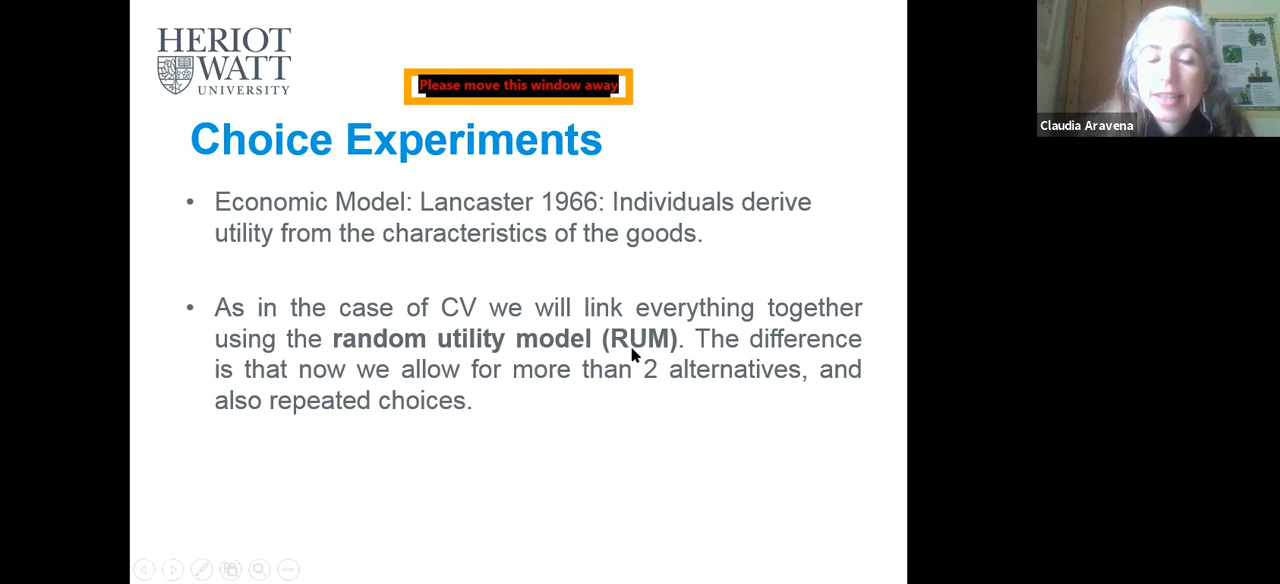 HERIOT
WATT
UNIVERSITY
Please move this window away
Claudia Aravena
Choice Experiments
• Economic Model: Lancaster 1966: Individuals derive
utility from the characteristics of the goods.
• As in the case of CV we will link everything together
using the random utility model (RUM). The difference
is that now we allow for more than 2 alternatives, and
also repeated choices.